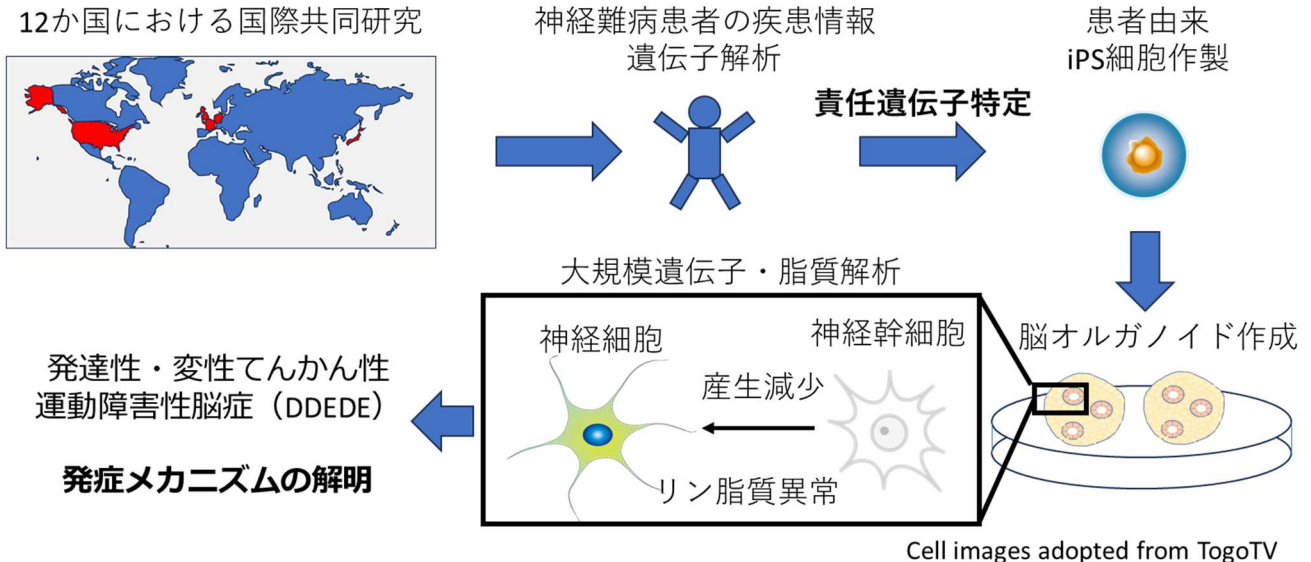 12か国における国際共同研究
神経難病患者の疾患情報
遺伝子解析
責任遺伝子特定
患者由来
iPS細胞作製
脳オルガノイド作成
大規模遺伝子・脂質解析
神経幹細胞
神経細胞
産生減少
リン脂質異常
発達性・変性てんかん性
運動障害性脳症（DDEDE）
発症メカニズムの解明
Cell images adopted from TogoTV